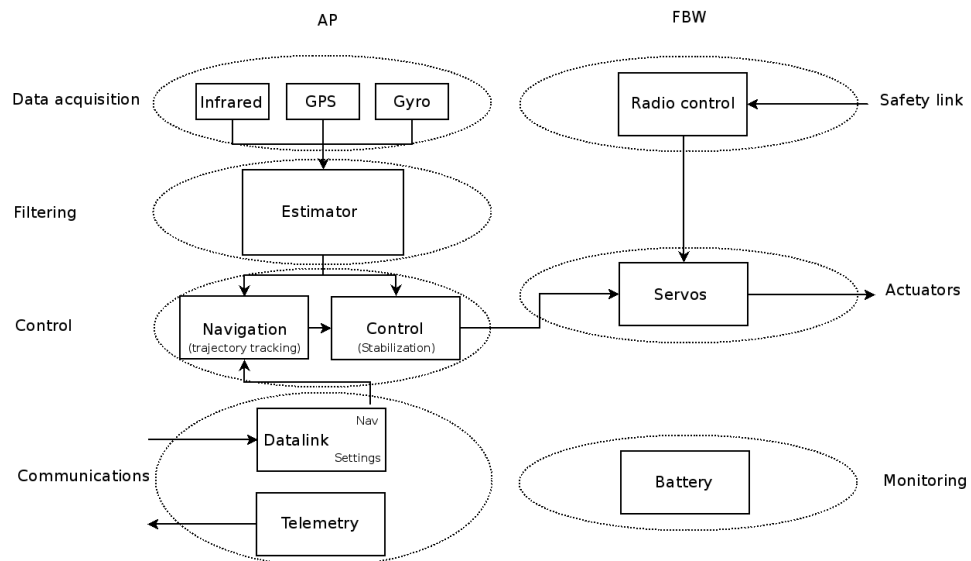 AP
FBW
Data acquisition
Infrared
GPS
Gyro
Radio control
Safety link
Filtering
Estimator
Control
Navigation
(trajectory tracking)
Control
(Stabilization)
Servos
Actuators
Communications
Datalink
Nav
Settings
Telemetry
Battery
Monitoring